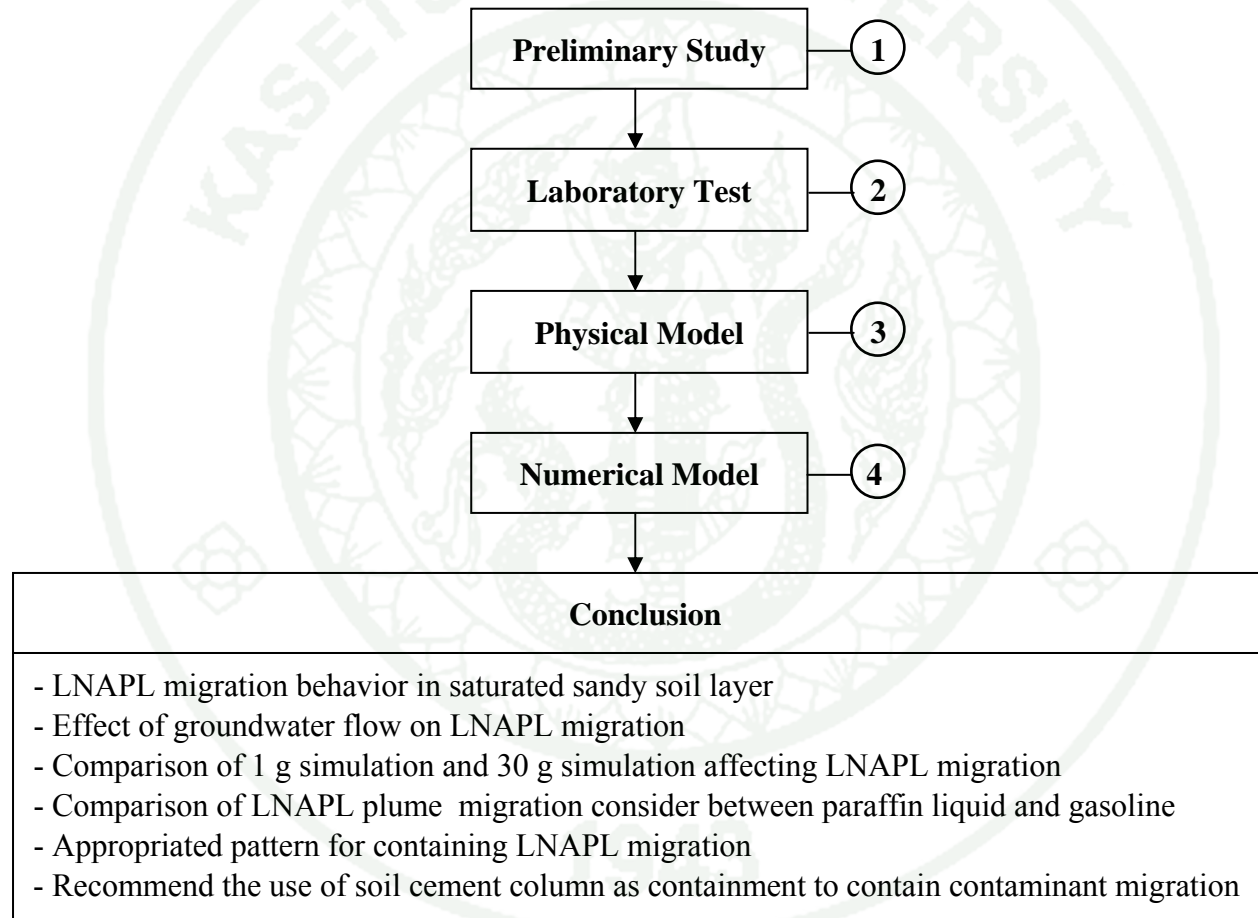 KASETSART UNIVERSITY
Preliminary Study 1
Laboratory Test 2
Physical Model 3
Numerical Model 4
Conclusion
- LNAPL migration behavior in saturated sandy soil layer
- Effect of groundwater flow on LNAPL migration
- Comparison of 1 g simulation and 30 g simulation affecting LNAPL migration
- Comparison of LNAPL plume migration consider between paraffin liquid and gasoline
- Appropriated pattern for containing LNAPL migration
- Recommend the use of soil cement column as containment to contain contaminant migration
1943